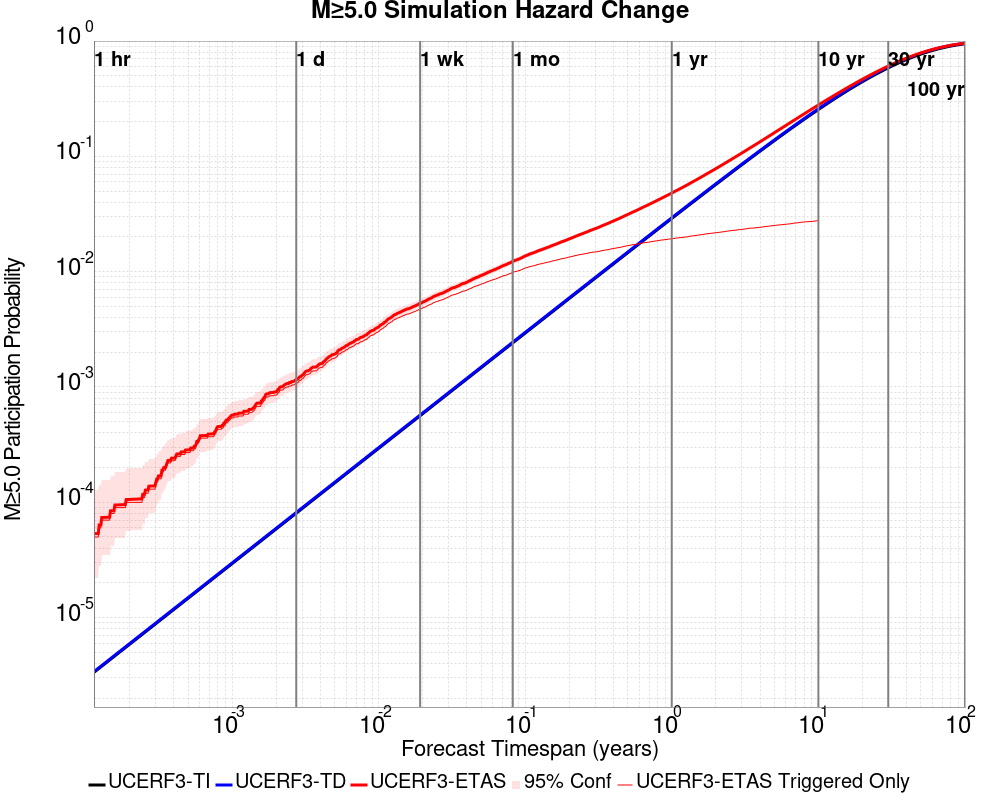 M≥5.0 Simulation Hazard Change
1 hr
1 d
1 wk
1 mo
1 yr
10 yr
30 yr
100 yr
10^0
10^-1
10^-2
10^-3
10^-4
10^-5
M≥5.0 Participation Probability
10^-3
10^-2
10^-1
10^0
10^1
10^2
Forecast Timespan (years)
UCERF3-TI
UCERF3-TD
UCERF3-ETAS
95% Conf
UCERF3-ETAS Triggered Only